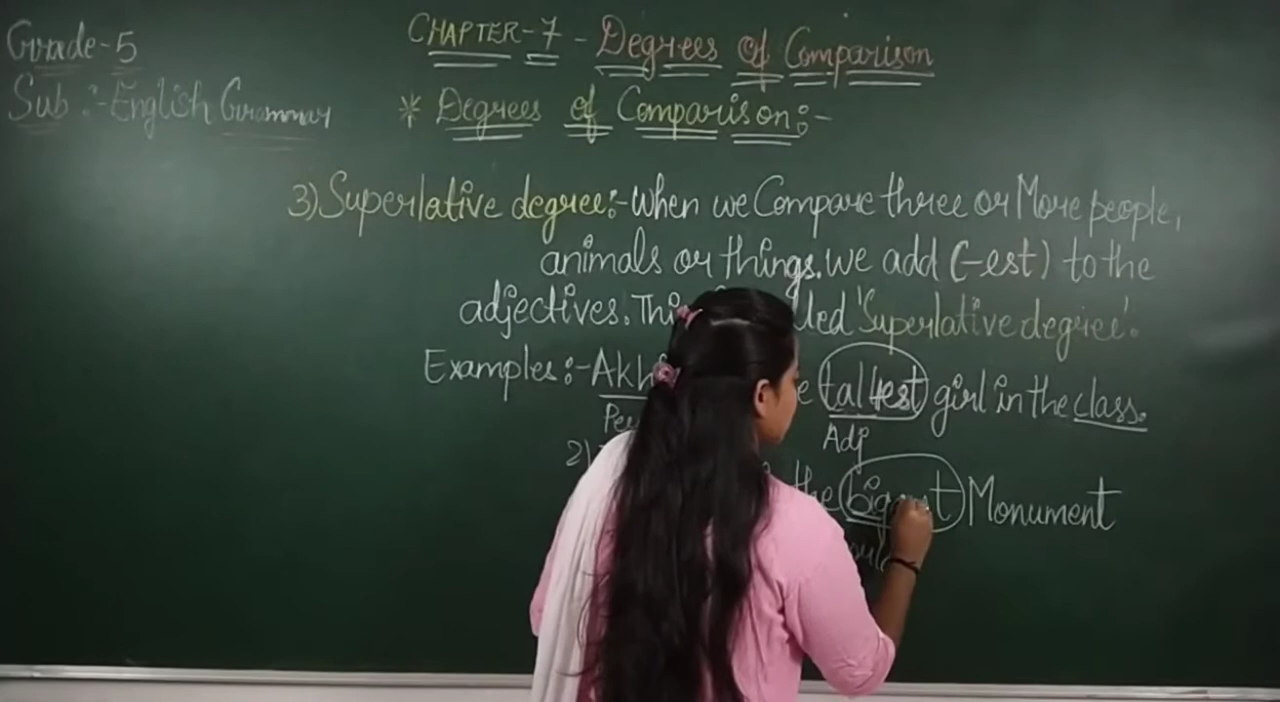 Grade-5
Sub :- English Grammar
CHAPTER-7 - Degrees of Comparison
* Degrees of Comparison:-
3) Superlative degree:- When we Compare three or More people,
animals or things. we add (-est) to the
adjectives. 'Superlative degree'.
Examples:- tallest girl in the class.
Adj
2) the Monument